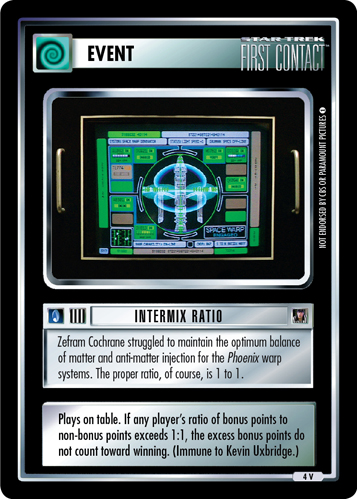 EVENT
STAR TREK
FIRST CONTACT™
NOT ENDORSED BY CBS OR PARAMOUNT PICTURES
SPACE WARP
INTERMIX RATIO
Zefram Cochrane struggled to maintain the optimum balance
of matter and anti-matter injection for the Phoenix warp
systems. The proper ratio, of course, is 1 to 1.
Plays on table. If any player's ratio of bonus points to
non-bonus points exceeds 1:1, the excess bonus points do
not count toward winning. (Immune to Kevin Uxbridge.)
4 V